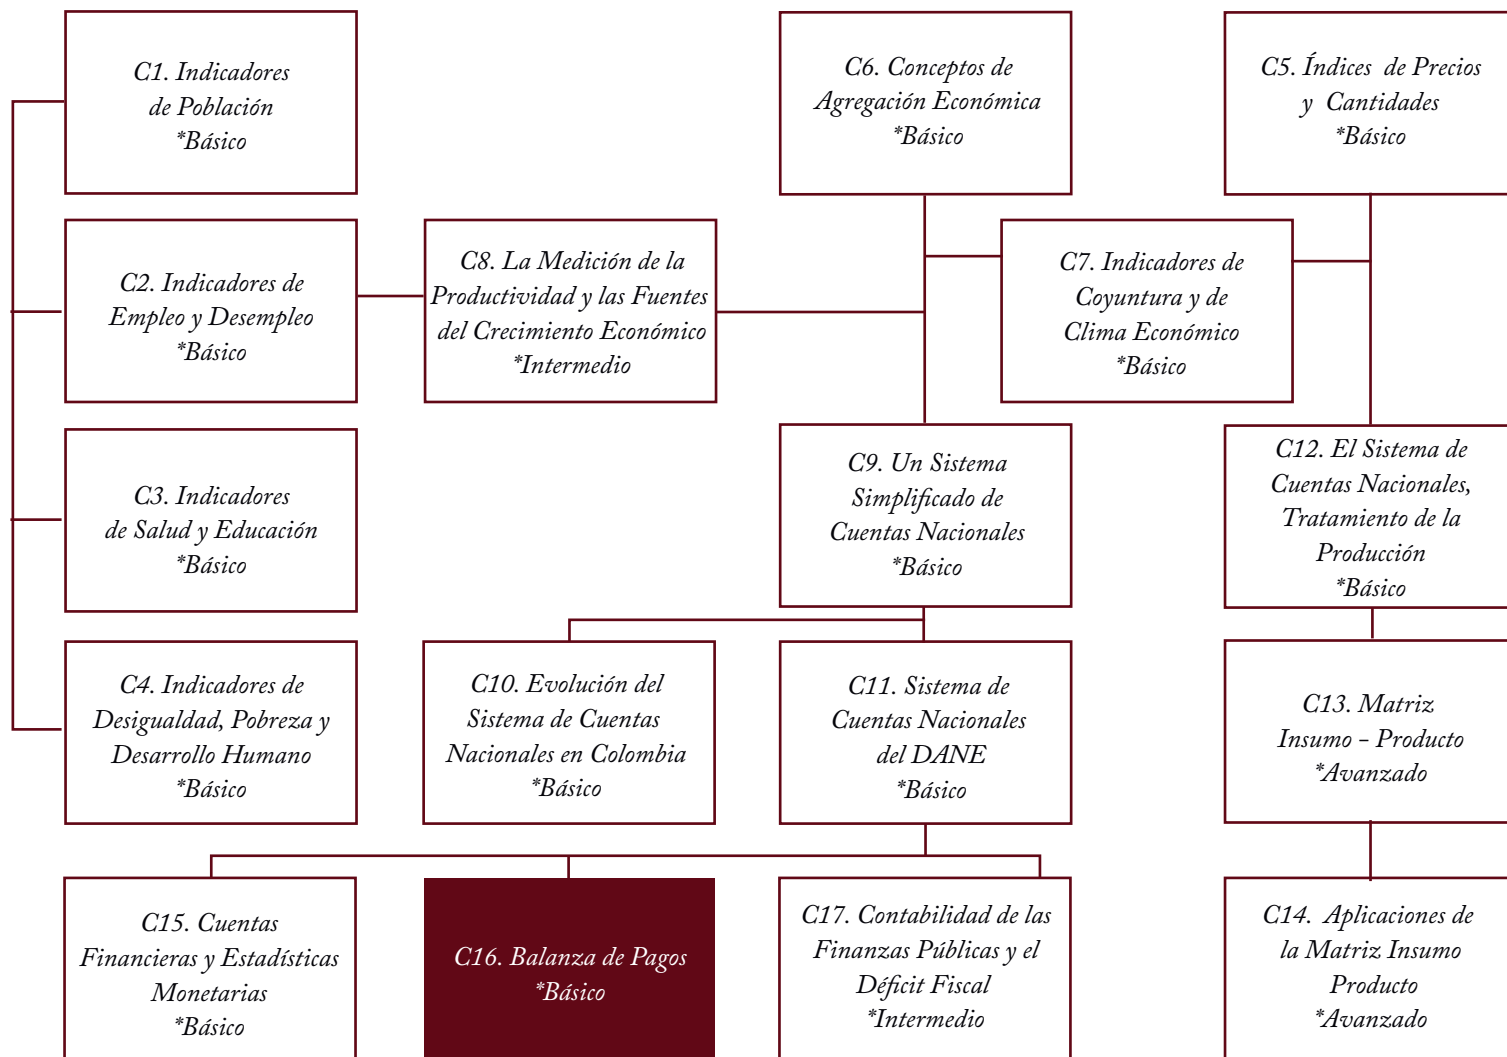 C1. Indicadores
de Población
*Básico
C6. Conceptos de
Agregación Económica
*Básico
C5. Índices de Precios
y Cantidades
*Básico
C2. Indicadores de
Empleo y Desempleo
*Básico
C8. La Medición de la
Productividad y las Fuentes
del Crecimiento Económico
*Intermedio
C7. Indicadores de
Coyuntura y de
Clima Económico
*Básico
C3. Indicadores
de Salud y Educación
*Básico
C9. Un Sistema
Simplificado de
Cuentas Nacionales
*Básico
C12. El Sistema de
Cuentas Nacionales,
Tratamiento de la
Producción
*Básico
C4. Indicadores de
Desigualdad, Pobreza y
Desarrollo Humano
*Básico
C10. Evolución del
Sistema de Cuentas
Nacionales en Colombia
*Básico
C11. Sistema de
Cuentas Nacionales
del DANE
*Básico
C13. Matriz
Insumo - Producto
*Avanzado
C15. Cuentas
Financieras y Estadísticas
Monetarias
*Básico
C16. Balanza de Pagos
*Básico
C17. Contabilidad de las
Finanzas Públicas y el
Déficit Fiscal
*Intermedio
C14. Aplicaciones de
la Matriz Insumo
Producto
*Avanzado